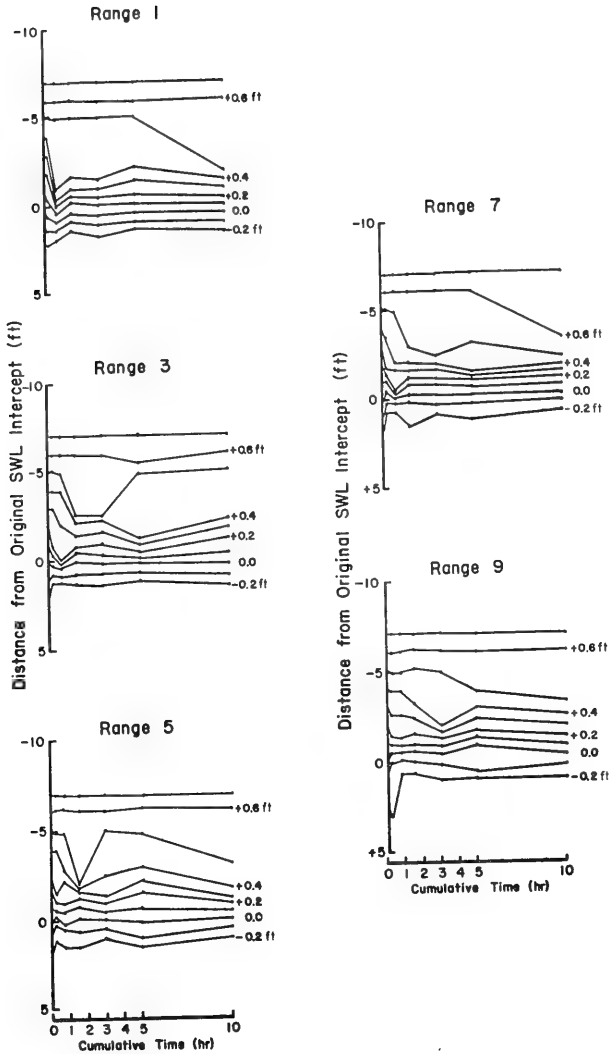 Range 1
-10
-5
0
5
+0.6 ft
+0.4
+0.2
0.0
-0.2 ft
Range 3
-10
-5
0
5
+0.6 ft
+0.4
+0.2
0.0
-0.2 ft
Range 5
-10
-5
0
5
+0.6 ft
+0.4
+0.2
0.0
-0.2 ft
0 1 2 3 4 5 10
Cumulative Time (hr)
Distance from Original SWL Intercept (ft)
Range 7
-10
-5
0
+5
+0.6 ft
+0.4
+0.2
0.0
-0.2 ft
Range 9
-10
-5
0
+5
+0.6 ft
+0.4
+0.2
0.0
-0.2 ft
0 1 2 3 4 5 10
Cumulative Time (hr)
Distance from Original SWL Intercept (ft)